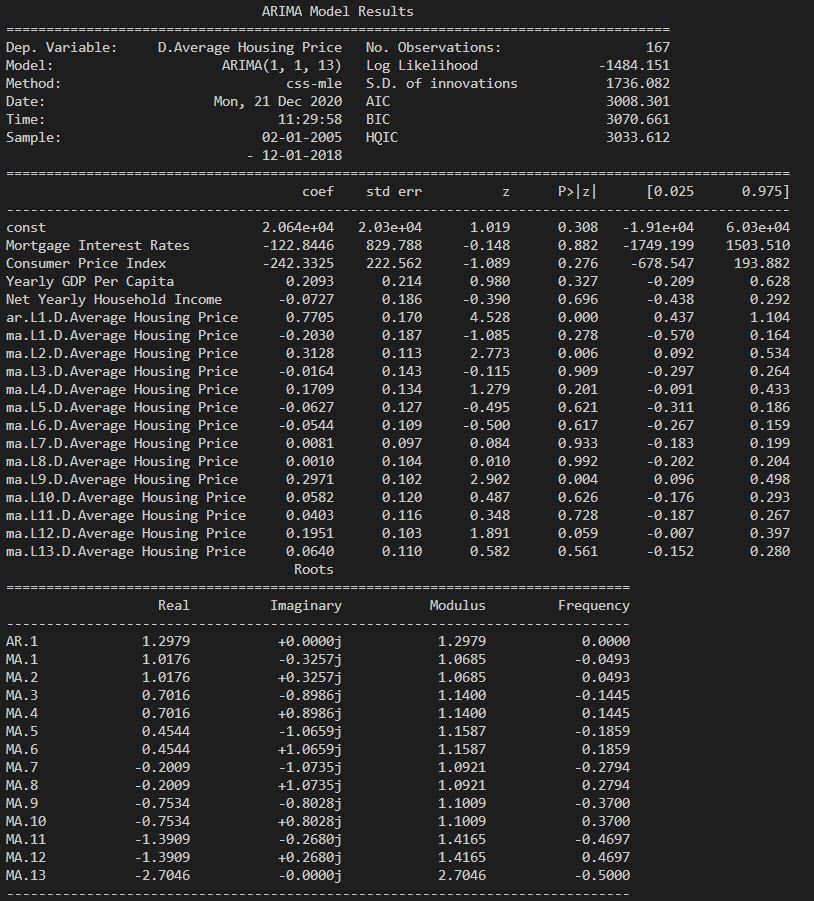 ARIMA Model Results
===================================================================================
Dep. Variable:     D.Average Housing Price   No. Observations:                  167
Model:                     ARIMA(1, 1, 13)   Log Likelihood               -1484.151
Method:                            css-mle   S.D. of innovations           1736.082
Date:                     Mon, 21 Dec 2020   AIC                           3008.301
Time:                             11:29:58   BIC                           3070.661
Sample:                         02-01-2005   HQIC                          3033.612
                              - 12-01-2018
==================================================================================================
                                     coef    std err          z      P>|z|      [0.025      0.975]
--------------------------------------------------------------------------------------------------
const                           2.064e+04   2.03e+04      1.019      0.308   -1.91e+04    6.03e+04
Mortgage Interest Rates         -122.8446    829.788     -0.148      0.882   -1749.199    1503.510
Consumer Price Index            -242.3325    222.562     -1.089      0.276    -678.547     193.882
Yearly GDP Per Capita              0.2093      0.214      0.980      0.327      -0.209       0.628
Net Yearly Household Income       -0.0727      0.186     -0.390      0.696      -0.438       0.292
ar.L1.D.Average Housing Price      0.7705      0.170      4.528      0.000       0.437       1.104
ma.L1.D.Average Housing Price     -0.2030      0.187     -1.085      0.278      -0.570       0.164
ma.L2.D.Average Housing Price      0.3128      0.113      2.773      0.006       0.092       0.534
ma.L3.D.Average Housing Price     -0.0164      0.143     -0.115      0.909      -0.297       0.264
ma.L4.D.Average Housing Price      0.1709      0.134      1.279      0.201      -0.091       0.433
ma.L5.D.Average Housing Price     -0.0627      0.127     -0.495      0.621      -0.311       0.186
ma.L6.D.Average Housing Price     -0.0544      0.109     -0.500      0.617      -0.267       0.159
ma.L7.D.Average Housing Price      0.0081      0.097      0.084      0.933      -0.183       0.199
ma.L8.D.Average Housing Price      0.0010      0.104      0.010      0.992      -0.202       0.204
ma.L9.D.Average Housing Price      0.2971      0.102      2.902      0.004       0.096       0.498
ma.L10.D.Average Housing Price     0.0582      0.120      0.487      0.626      -0.176       0.293
ma.L11.D.Average Housing Price     0.0403      0.116      0.348      0.728      -0.187       0.267
ma.L12.D.Average Housing Price     0.1951      0.103      1.891      0.059      -0.007       0.397
ma.L13.D.Average Housing Price     0.0640      0.110      0.582      0.561      -0.152       0.280
                                    Roots
==============================================================================
                   Real          Imaginary           Modulus         Frequency
------------------------------------------------------------------------------
AR.1             1.2979           +0.0000j            1.2979            0.0000
MA.1             1.0176           -0.3257j            1.0685           -0.0493
MA.2             1.0176           +0.3257j            1.0685            0.0493
MA.3             0.7016           -0.8986j            1.1400           -0.1445
MA.4             0.7016           +0.8986j            1.1400            0.1445
MA.5             0.4544           -1.0659j            1.1587           -0.1859
MA.6             0.4544           +1.0659j            1.1587            0.1859
MA.7            -0.2009           -1.0735j            1.0921           -0.2794
MA.8            -0.2009           +1.0735j            1.0921            0.2794
MA.9            -0.7534           -0.8028j            1.1009           -0.3700
MA.10           -0.7534           +0.8028j            1.1009            0.3700
MA.11           -1.3909           -0.2680j            1.4165           -0.4697
MA.12           -1.3909           +0.2680j            1.4165            0.4697
MA.13           -2.7046           -0.0000j            2.7046           -0.5000
------------------------------------------------------------------------------